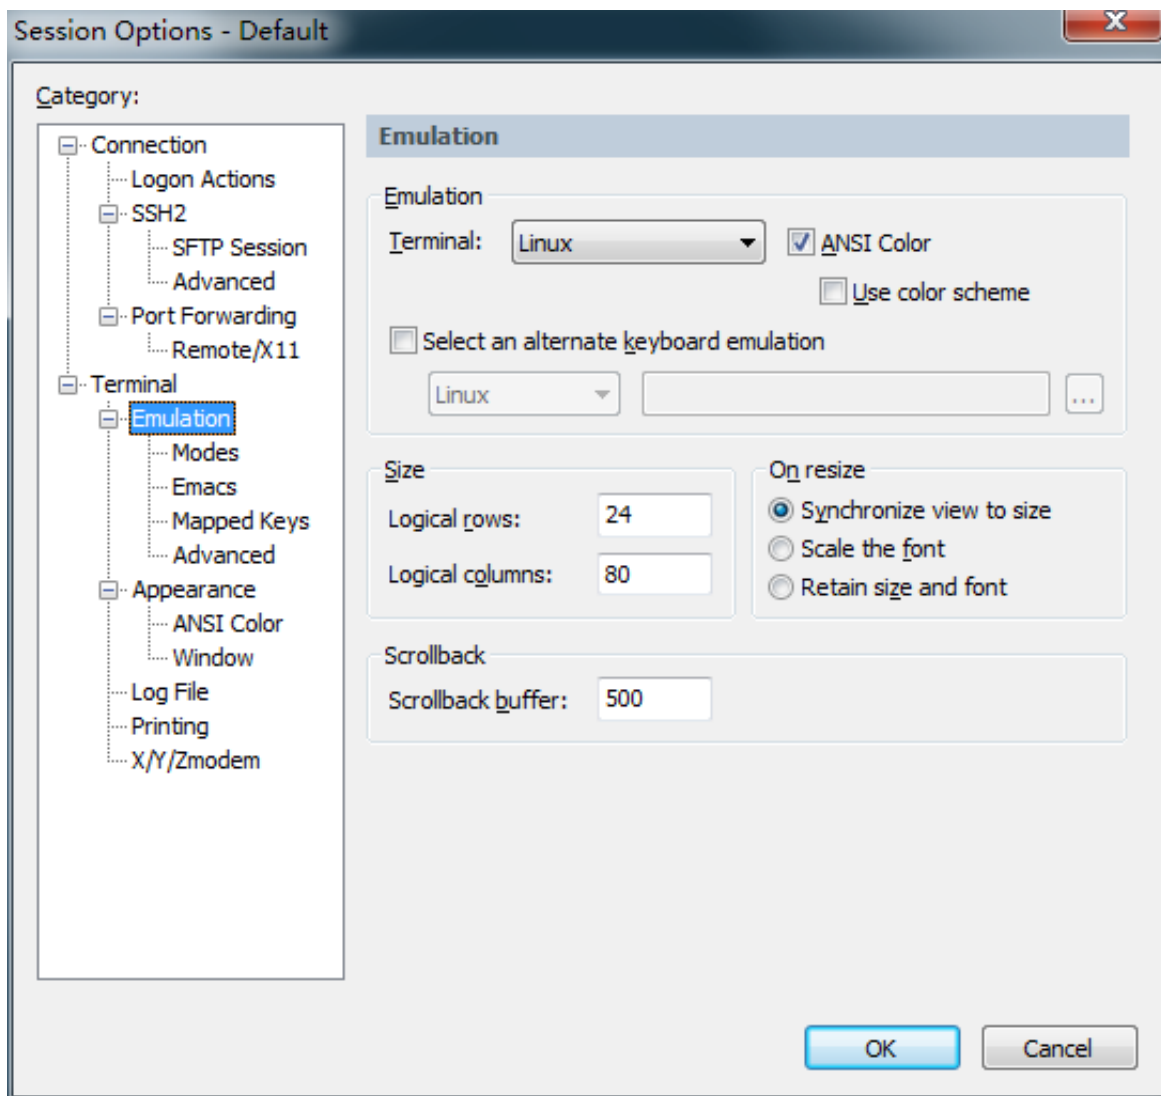 Session Options - Default
Category:
Connection
Logon Actions
SSH2
SFTP Session
Advanced
Port Forwarding
Remote/X11
Terminal
Emulation
Modes
Emacs
Mapped Keys
Advanced
Appearance
ANSI Color
Window
Log File
Printing
X/Y/Zmodem
Emulation
Emulation
Terminal: Linux ANSI Color
Use color scheme
Select an alternate keyboard emulation
Linux ...
Size
Logical rows: 24
Logical columns: 80
On resize
Synchronize view to size
Scale the font
Retain size and font
Scrollback
Scrollback buffer: 500
OK Cancel